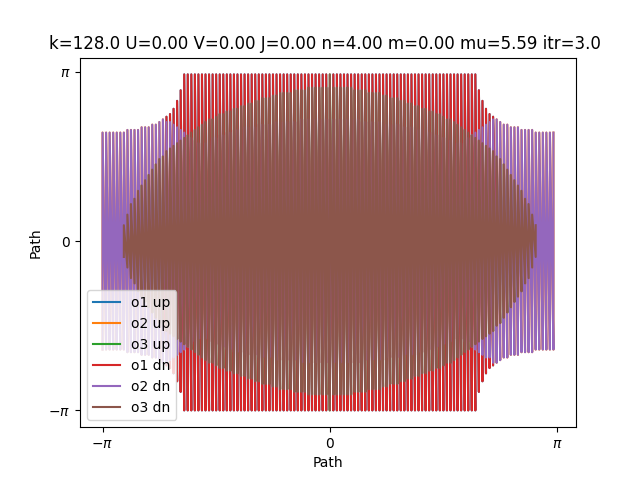 k=128.0 U=0.00 V=0.00 J=0.00 n=4.00 m=0.00 mu=5.59 itr=3.0
π
0
−π
Path
o1 up
o2 up
o3 up
o1 dn
o2 dn
o3 dn
−π
0
π
Path